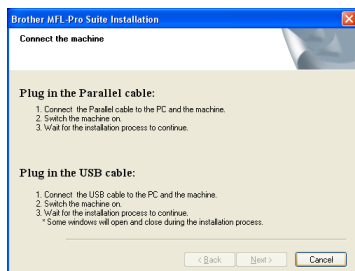 Brother MFL-Pro Suite Installation
Connect the machine
Plug in the Parallel cable:
1. Connect the Parallel cable to the PC and the machine.
2. Switch the machine on.
3. Wait for the installation process to continue.
Plug in the USB cable:
1. Connect the USB cable to the PC and the machine.
2. Switch the machine on.
3. Wait for the installation process to continue.
* Some windows will open and close during the installation process.
< Back Next > Cancel